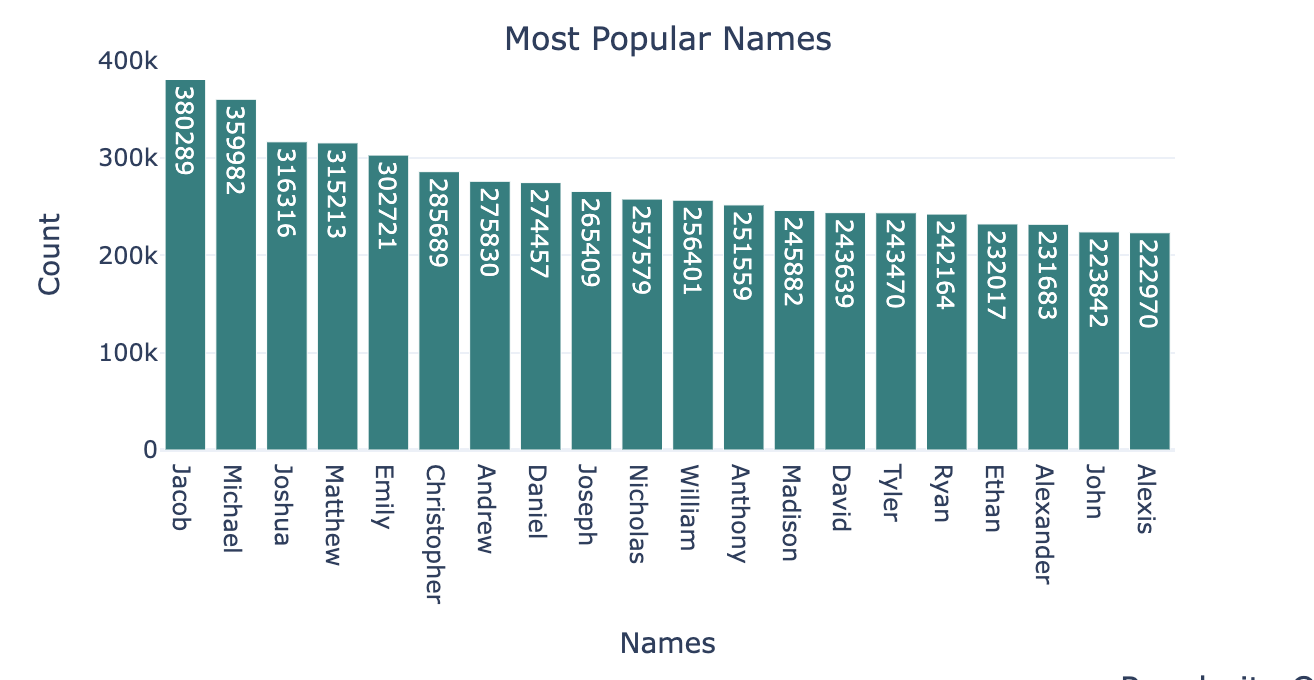 Most Popular Names
400k
300k
200k
100k
0
Count
380289
359982
316316
315213
302721
285689
275830
274457
265409
257579
256401
251559
245882
243639
243470
242164
232017
231683
223842
222970
Jacob
Michael
Joshua
Matthew
Emily
Christopher
Andrew
Daniel
Joseph
Nicholas
William
Anthony
Madison
David
Tyler
Ryan
Ethan
Alexander
John
Alexis
Names